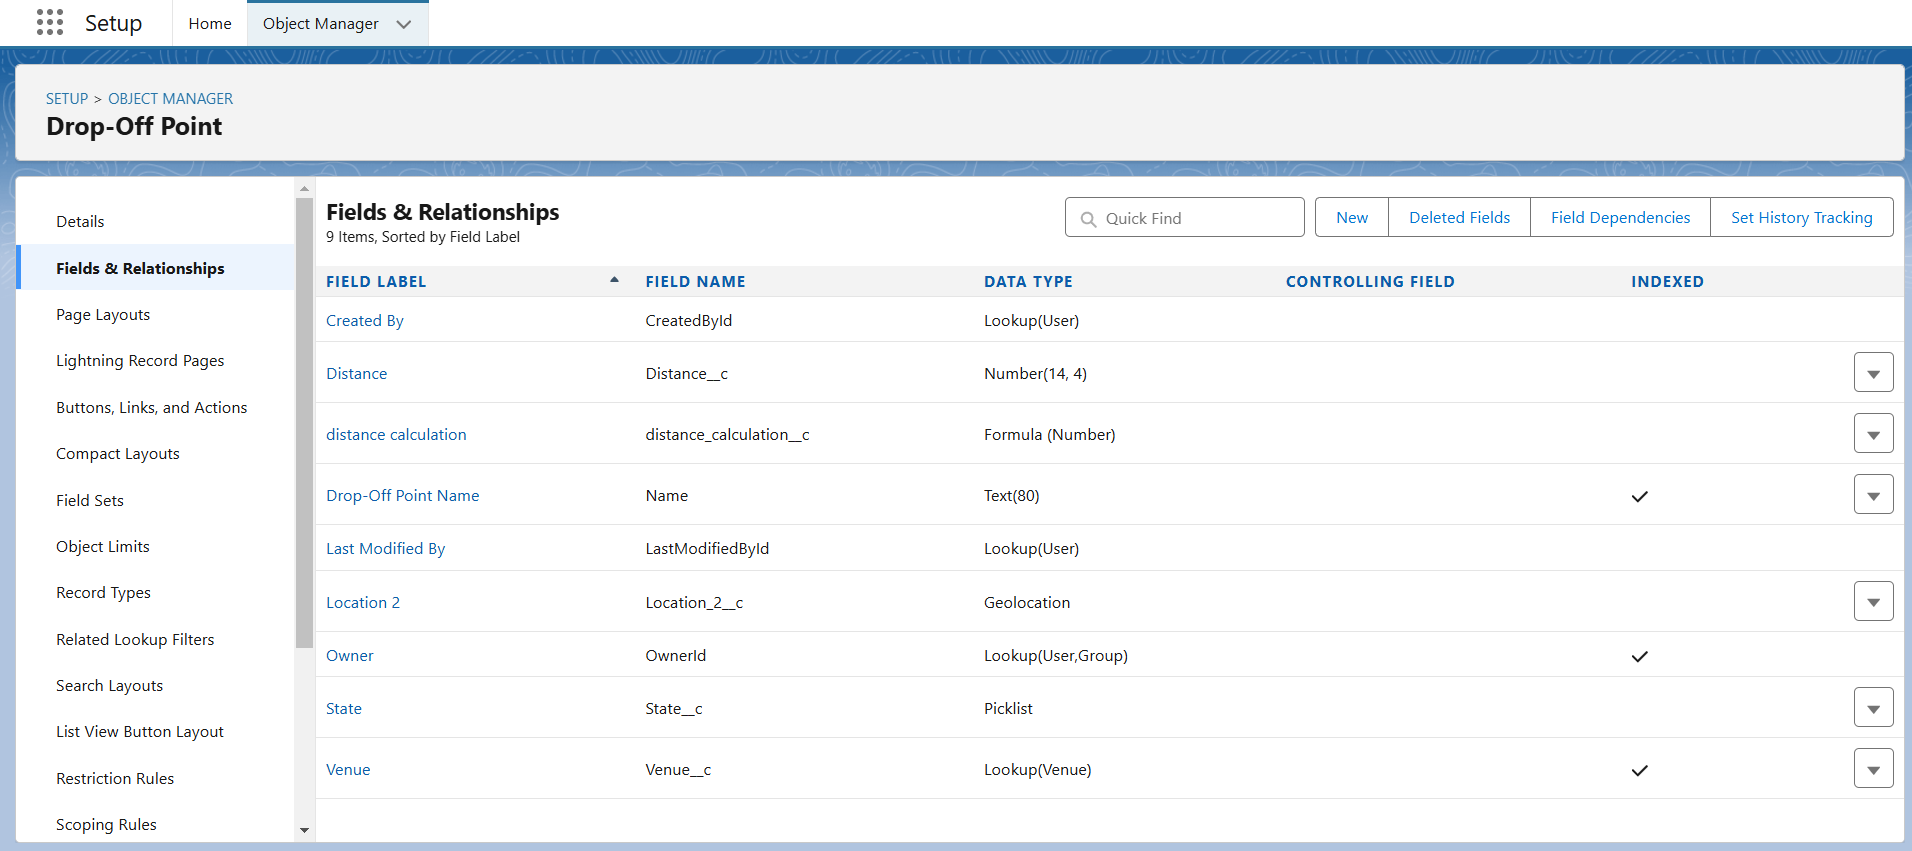 Setup Home Object Manager
SETUP > OBJECT MANAGER
Drop-Off Point
Details
Fields & Relationships
Page Layouts
Lightning Record Pages
Buttons, Links, and Actions
Compact Layouts
Field Sets
Object Limits
Record Types
Related Lookup Filters
Search Layouts
List View Button Layout
Restriction Rules
Scoping Rules
Fields & Relationships
9 Items, Sorted by Field Label
Quick Find New Deleted Fields Field Dependencies Set History Tracking
FIELD LABEL FIELD NAME DATA TYPE CONTROLLING FIELD INDEXED
Created By CreatedById Lookup(User)
Distance Distance__c Number(14, 4)
distance calculation distance_calculation__c Formula (Number)
Drop-Off Point Name Name Text(80)
Last Modified By LastModifiedById Lookup(User)
Location 2 Location_2__c Geolocation
Owner OwnerId Lookup(User,Group)
State State__c Picklist
Venue Venue__c Lookup(Venue)